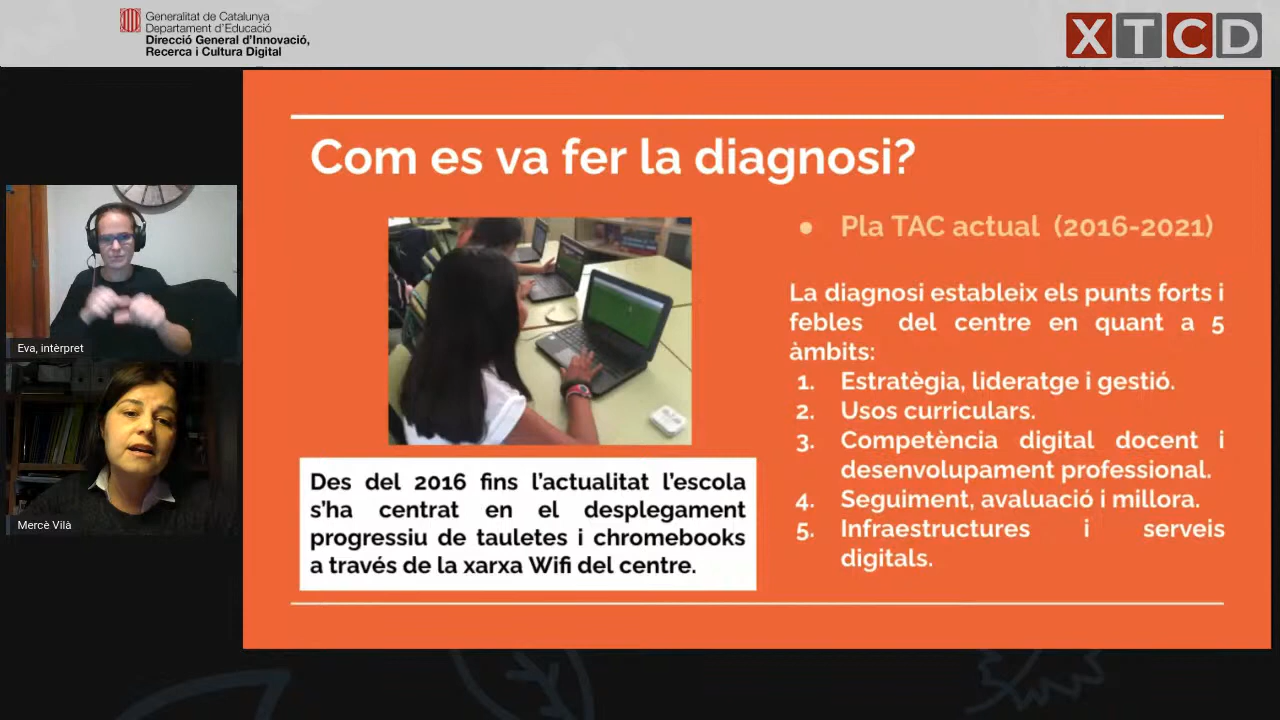 Generalitat de Catalunya
Departament d'Educació
Direcció General d'Innovació,
Recerca i Cultura Digital
XTCD
Com es va fer la diagnosi?
Eva, intèrpret
Mercè Vilà
Des del 2016 fins l'actualitat l'escola
s'ha centrat en el desplegament
progressiu de tauletes i chromebooks
a través de la xarxa Wifi del centre.
● Pla TAC actual (2016-2021)
La diagnosi estableix els punts forts i
febles del centre en quant a 5
àmbits:
1. Estratègia, lideratge i gestió.
2. Usos curriculars.
3. Competència digital docent i
desenvolupament professional.
4. Seguiment, avaluació i millora.
5. Infraestructures i serveis
digitals.